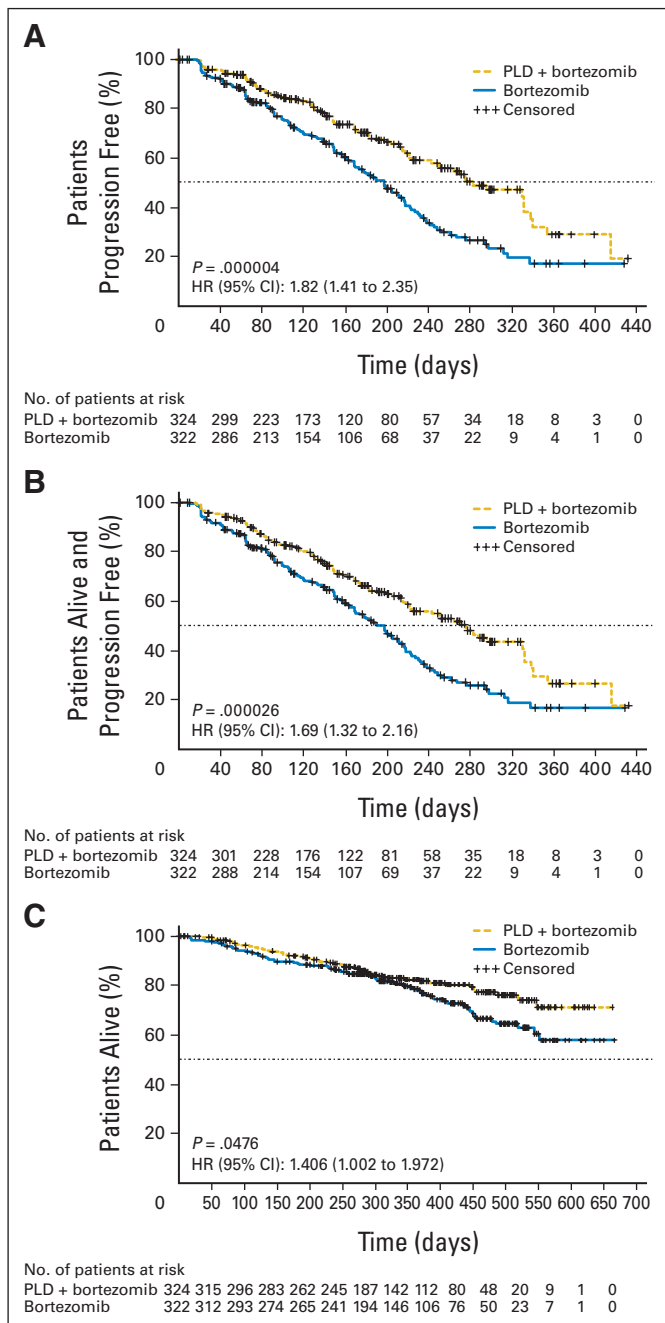 A
100
80
60
40
20
0
Patients
Progression Free (%)
PLD + bortezomib
Bortezomib
+++ Censored
P = .000004
HR (95% CI): 1.82 (1.41 to 2.35)
40 80 120 160 200 240 280 320 360 400 440
Time (days)
No. of patients at risk
PLD + bortezomib 324 299 223 173 120 80 57 34 18 8 3 0
Bortezomib 322 286 213 154 106 68 37 22 9 4 1 0
B
100
80
60
40
20
0
Patients Alive and
Progression Free (%)
PLD + bortezomib
Bortezomib
+++ Censored
P = .000026
HR (95% CI): 1.69 (1.32 to 2.16)
40 80 120 160 200 240 280 320 360 400 440
Time (days)
No. of patients at risk
PLD + bortezomib 324 301 228 176 122 81 58 35 18 8 3 0
Bortezomib 322 288 214 154 107 69 37 22 9 4 1 0
C
100
80
60
40
20
0
Patients Alive (%)
PLD + bortezomib
Bortezomib
+++ Censored
P = .0476
HR (95% CI): 1.406 (1.002 to 1.972)
50 100 150 200 250 300 350 400 450 500 550 600 650 700
Time (days)
No. of patients at risk
PLD + bortezomib 324 315 296 283 262 245 187 142 112 80 48 20 9 1 0
Bortezomib 322 312 293 274 265 241 194 146 106 76 50 23 7 1 0